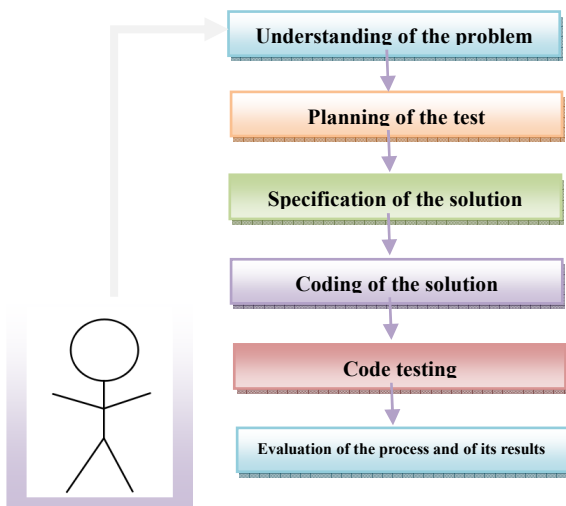 Understanding of the problem
Planning of the test
Specification of the solution
Coding of the solution
Code testing
Evaluation of the process and of its results